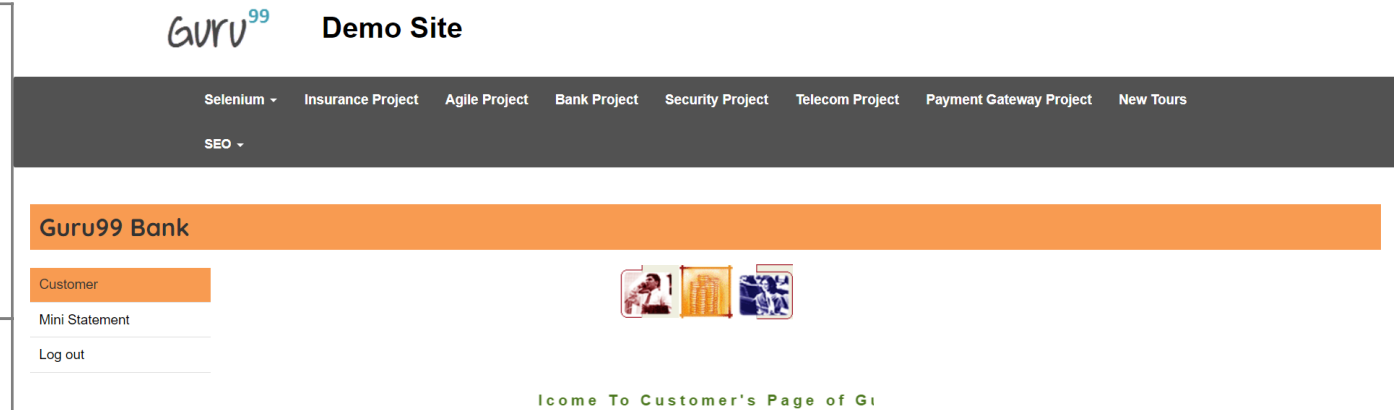 Guru99 Demo Site
Selenium Insurance Project Agile Project Bank Project Security Project Telecom Project Payment Gateway Project New Tours
SEO
Guru99 Bank
Customer
Mini Statement
Log out
lcome To Customer's Page of Gu